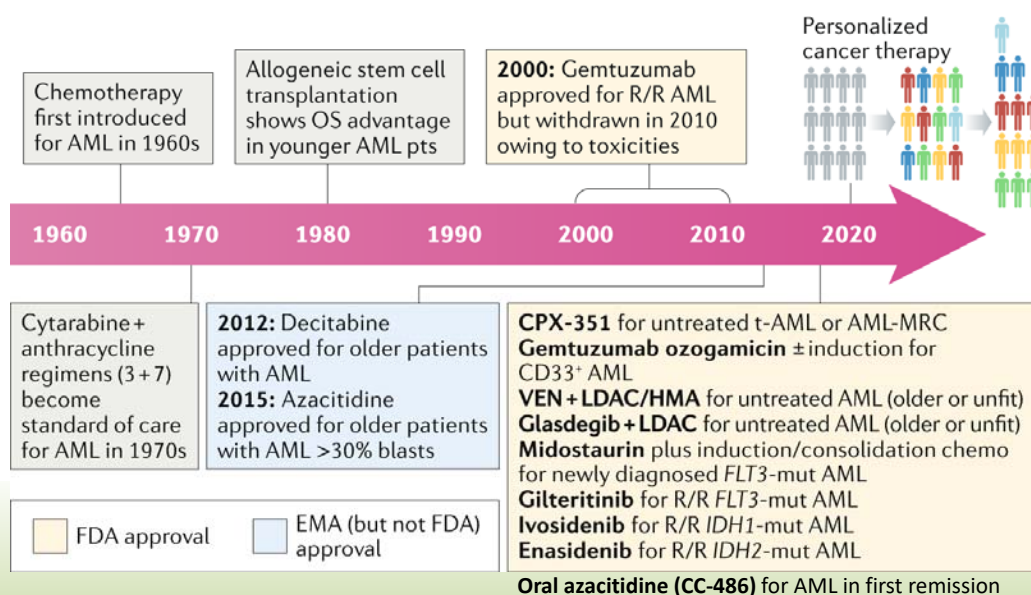 Personalized
cancer therapy
Chemotherapy
first introduced
for AML in 1960s
Allogeneic stem cell
transplantation
shows OS advantage
in younger AML pts
2000: Gemtuzumab
approved for R/R AML
but withdrawn in 2010
owing to toxicities
1960 1970 1980 1990 2000 2010 2020
Cytarabine +
anthracycline
regimens (3 + 7)
become
standard of care
for AML in 1970s
2012: Decitabine
approved for older patients
with AML
2015: Azacitidine
approved for older patients
with AML >30% blasts
CPX-351 for untreated t-AML or AML-MRC
Gemtuzumab ozogamicin ± induction for
CD33⁺ AML
VEN + LDAC/HMA for untreated AML (older or unfit)
Glasdegib + LDAC for untreated AML (older or unfit)
Midostaurin plus induction/consolidation chemo
for newly diagnosed FLT3-mut AML
Gilteritinib for R/R FLT3-mut AML
Ivosidenib for R/R IDH1-mut AML
Enasidenib for R/R IDH2-mut AML
Oral azacitidine (CC-486) for AML in first remission
FDA approval
EMA (but not FDA)
approval